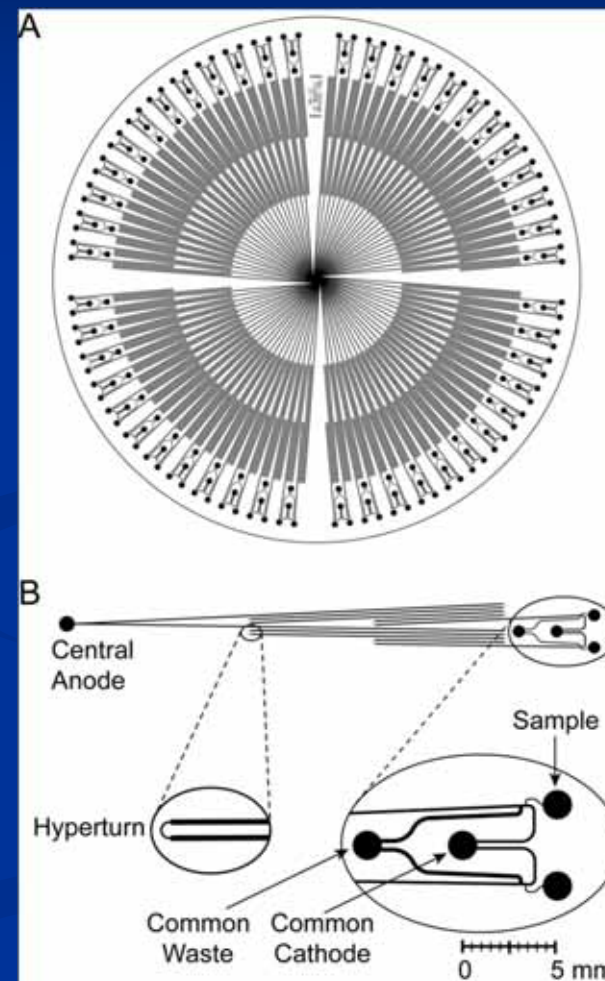 A
B
Central
Anode
Sample
Hyperturn
Common
Waste
Common
Cathode
0
5 mm